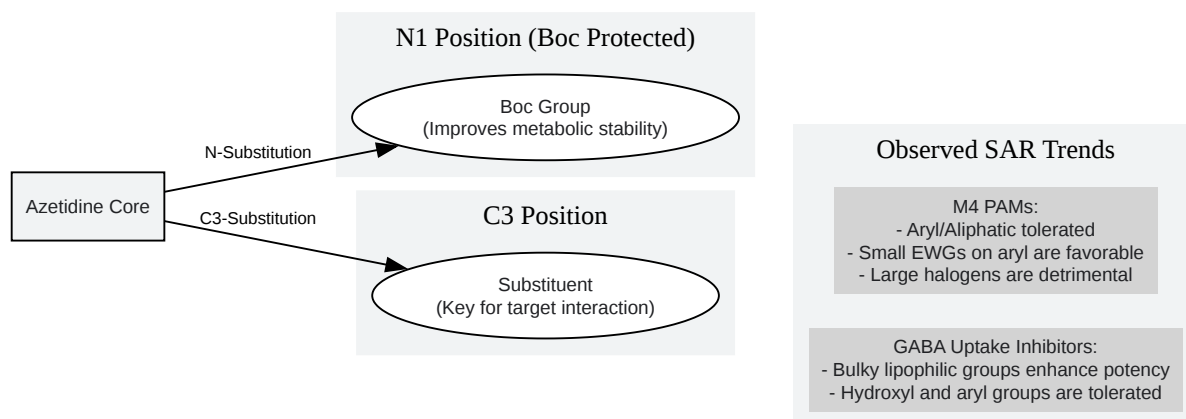 N1 Position (Boc Protected)
Boc Group
(Improves metabolic stability)
N-Substitution
Azetidine Core
C3-Substitution
C3 Position
Substituent
(Key for target interaction)
Observed SAR Trends
M4 PAMs:
- Aryl/Aliphatic tolerated
- Small EWGs on aryl are favorable
- Large halogens are detrimental
GABA Uptake Inhibitors:
- Bulky lipophilic groups enhance potency
- Hydroxyl and aryl groups are tolerated